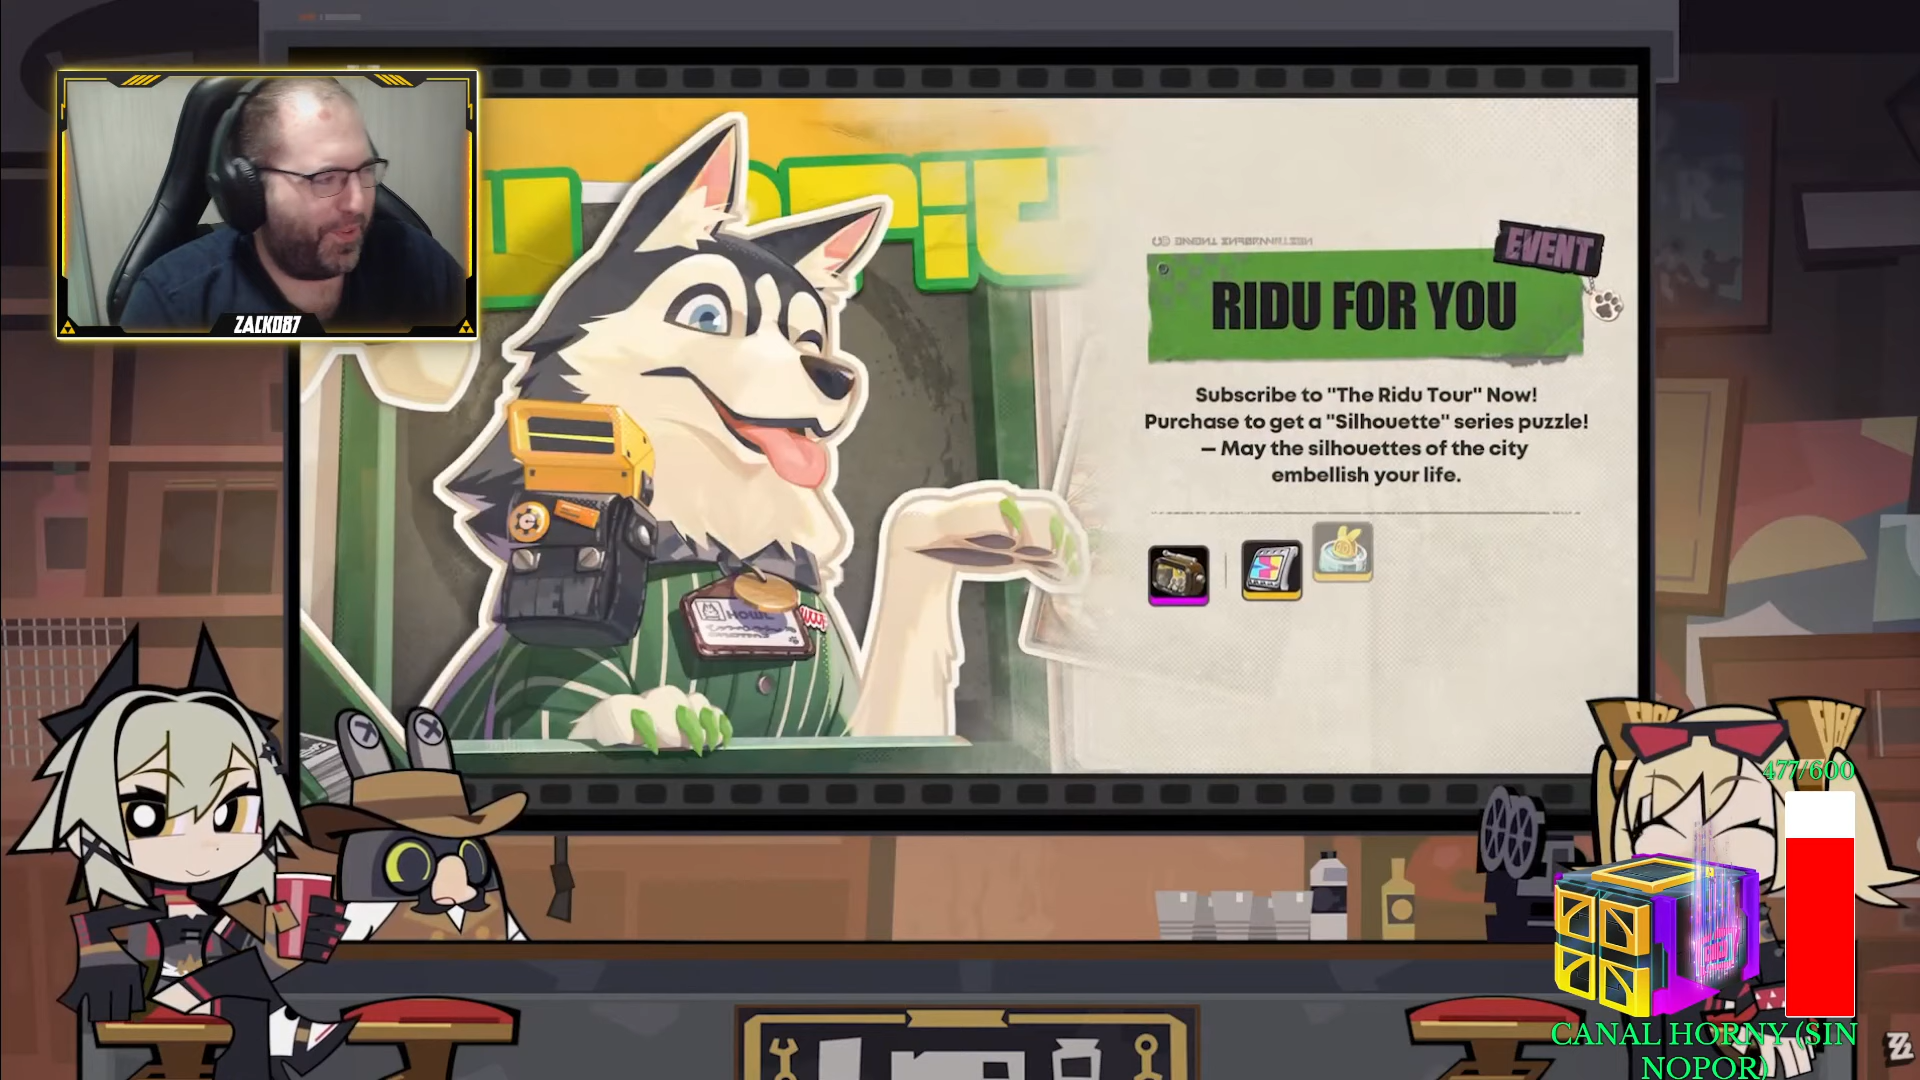 ZACK087
EVENT
RIDU FOR YOU
Subscribe to "The Ridu Tour" Now!
Purchase to get a "Silhouette" series puzzle!
— May the silhouettes of the city
embellish your life.
HOWL
477/600
CANAL HORNY (SIN
NOPOR)